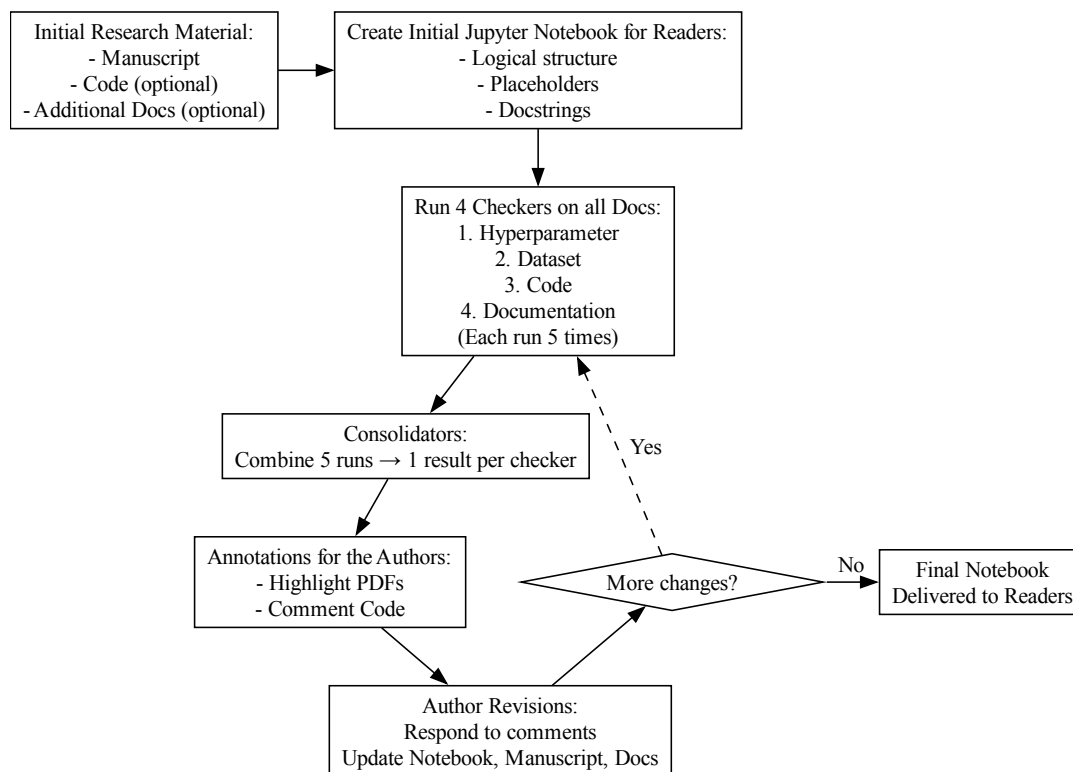 Initial Research Material:
- Manuscript
- Code (optional)
- Additional Docs (optional)
Create Initial Jupyter Notebook for Readers:
- Logical structure
- Placeholders
- Docstrings
Run 4 Checkers on all Docs:
1. Hyperparameter
2. Dataset
3. Code
4. Documentation
(Each run 5 times)
Consolidators:
Combine 5 runs → 1 result per checker
Yes
Annotations for the Authors:
- Highlight PDFs
- Comment Code
More changes?
No
Final Notebook
Delivered to Readers
Author Revisions:
Respond to comments
Update Notebook, Manuscript, Docs